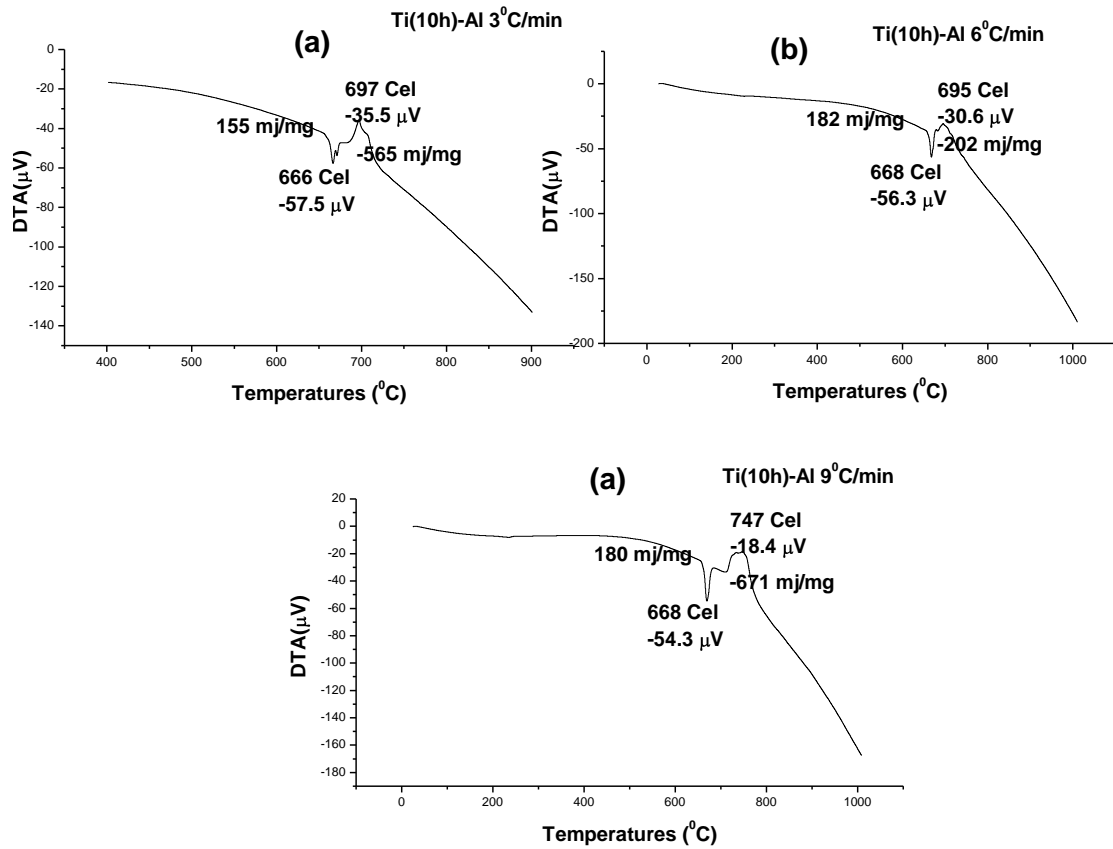 Ti(10h)-Al 3⁰C/min
(a)
697 Cel
-35.5 μV
155 mj/mg
-565 mj/mg
666 Cel
-57.5 μV
DTA(μV)
0
-20
-40
-60
-80
-100
-120
-140
400 500 600 700 800 900
Temperatures (⁰C)
Ti(10h)-Al 6⁰C/min
(b)
695 Cel
-30.6 μV
182 mj/mg
-202 mj/mg
668 Cel
-56.3 μV
DTA(μV)
0
-50
-100
-150
-200
0 200 400 600 800 1000
Temperatures (⁰C)
Ti(10h)-Al 9⁰C/min
(a)
747 Cel
-18.4 μV
180 mj/mg
-671 mj/mg
668 Cel
-54.3 μV
DTA(μV)
20
0
-20
-40
-60
-80
-100
-120
-140
-160
-180
0 200 400 600 800 1000
Temperatures (⁰C)